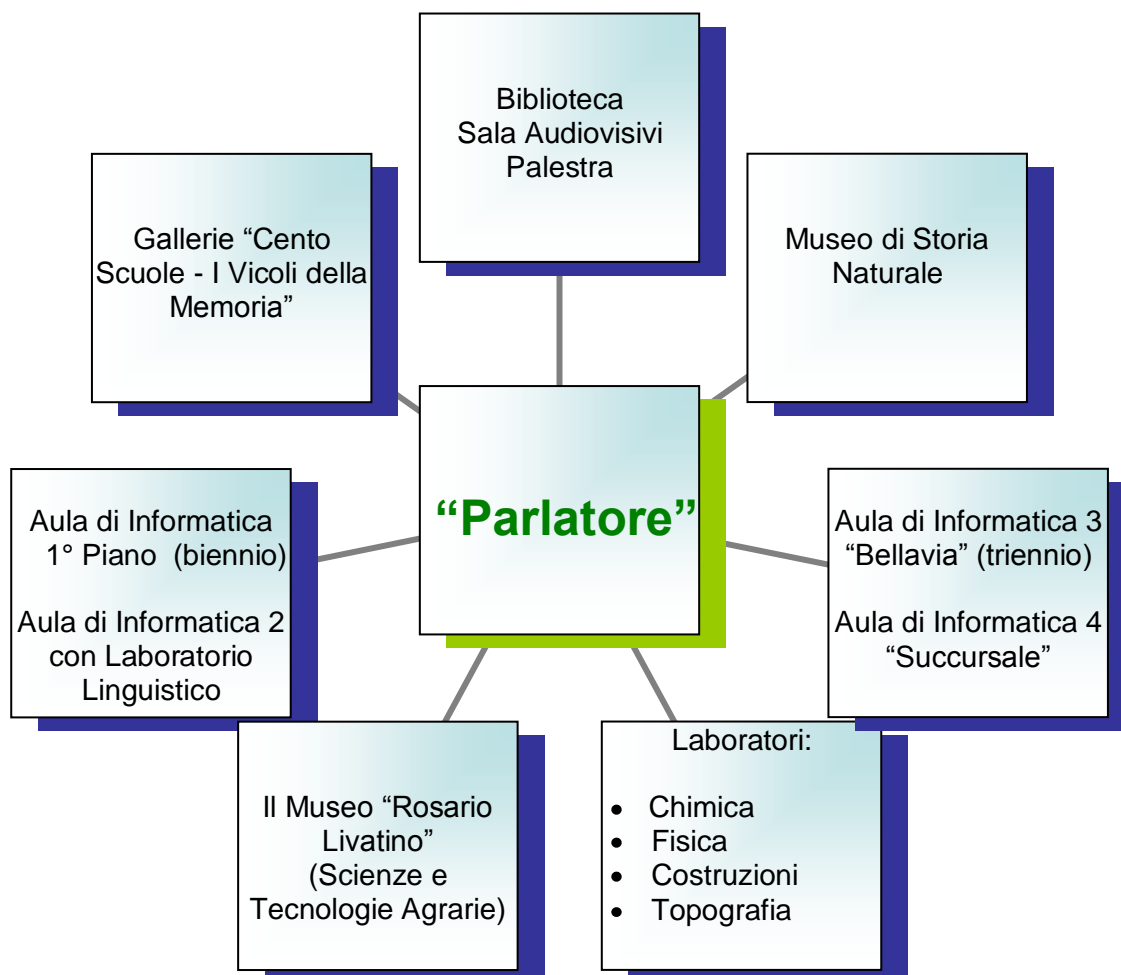 Biblioteca
Sala Audiovisivi
Palestra
Gallerie “Cento
Scuole - I Vicoli della
Memoria”
Museo di Storia
Naturale
“Parlatore”
Aula di Informatica
1° Piano (biennio)
Aula di Informatica 2
con Laboratorio
Linguistico
Aula di Informatica 3
“Bellavia” (triennio)
Aula di Informatica 4
“Succursale”
Il Museo “Rosario
Livatino”
(Scienze e
Tecnologie Agrarie)
Laboratori:
• Chimica
• Fisica
• Costruzioni
• Topografia